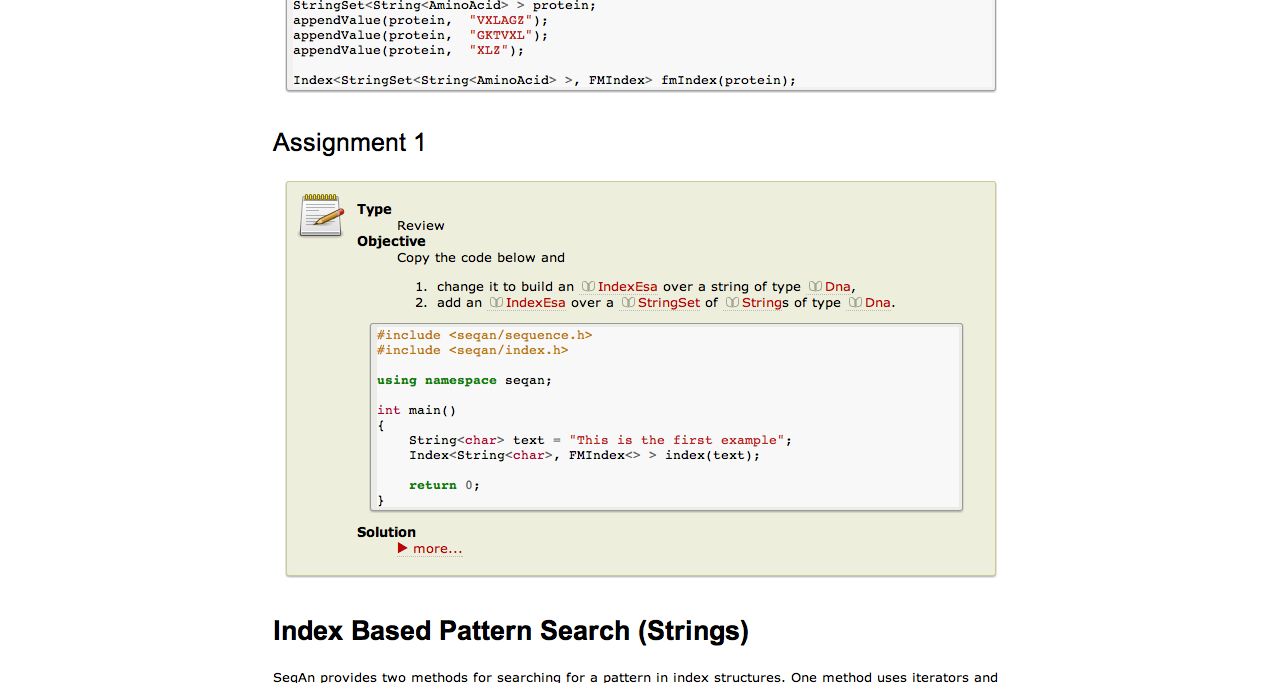 StringSet<String<AminoAcid> > protein;
appendValue(protein,  "VXLAGZ");
appendValue(protein,  "GKTVXL");
appendValue(protein,  "XLZ");
Index<StringSet<String<AminoAcid> >, FMIndex> fmIndex(protein);
Assignment 1
Type
Review
Objective
Copy the code below and
1. change it to build an IndexEsa over a string of type Dna,
2. add an IndexEsa over a StringSet of Strings of type Dna.
#include <seqan/sequence.h>
#include <seqan/index.h>
using namespace seqan;
int main()
{
    String<char> text = "This is the first example";
    Index<String<char>, FMIndex<> > index(text);
    return 0;
}
Solution
more...
Index Based Pattern Search (Strings)
SeqAn provides two methods for searching for a pattern in index structures. One method uses iterators and